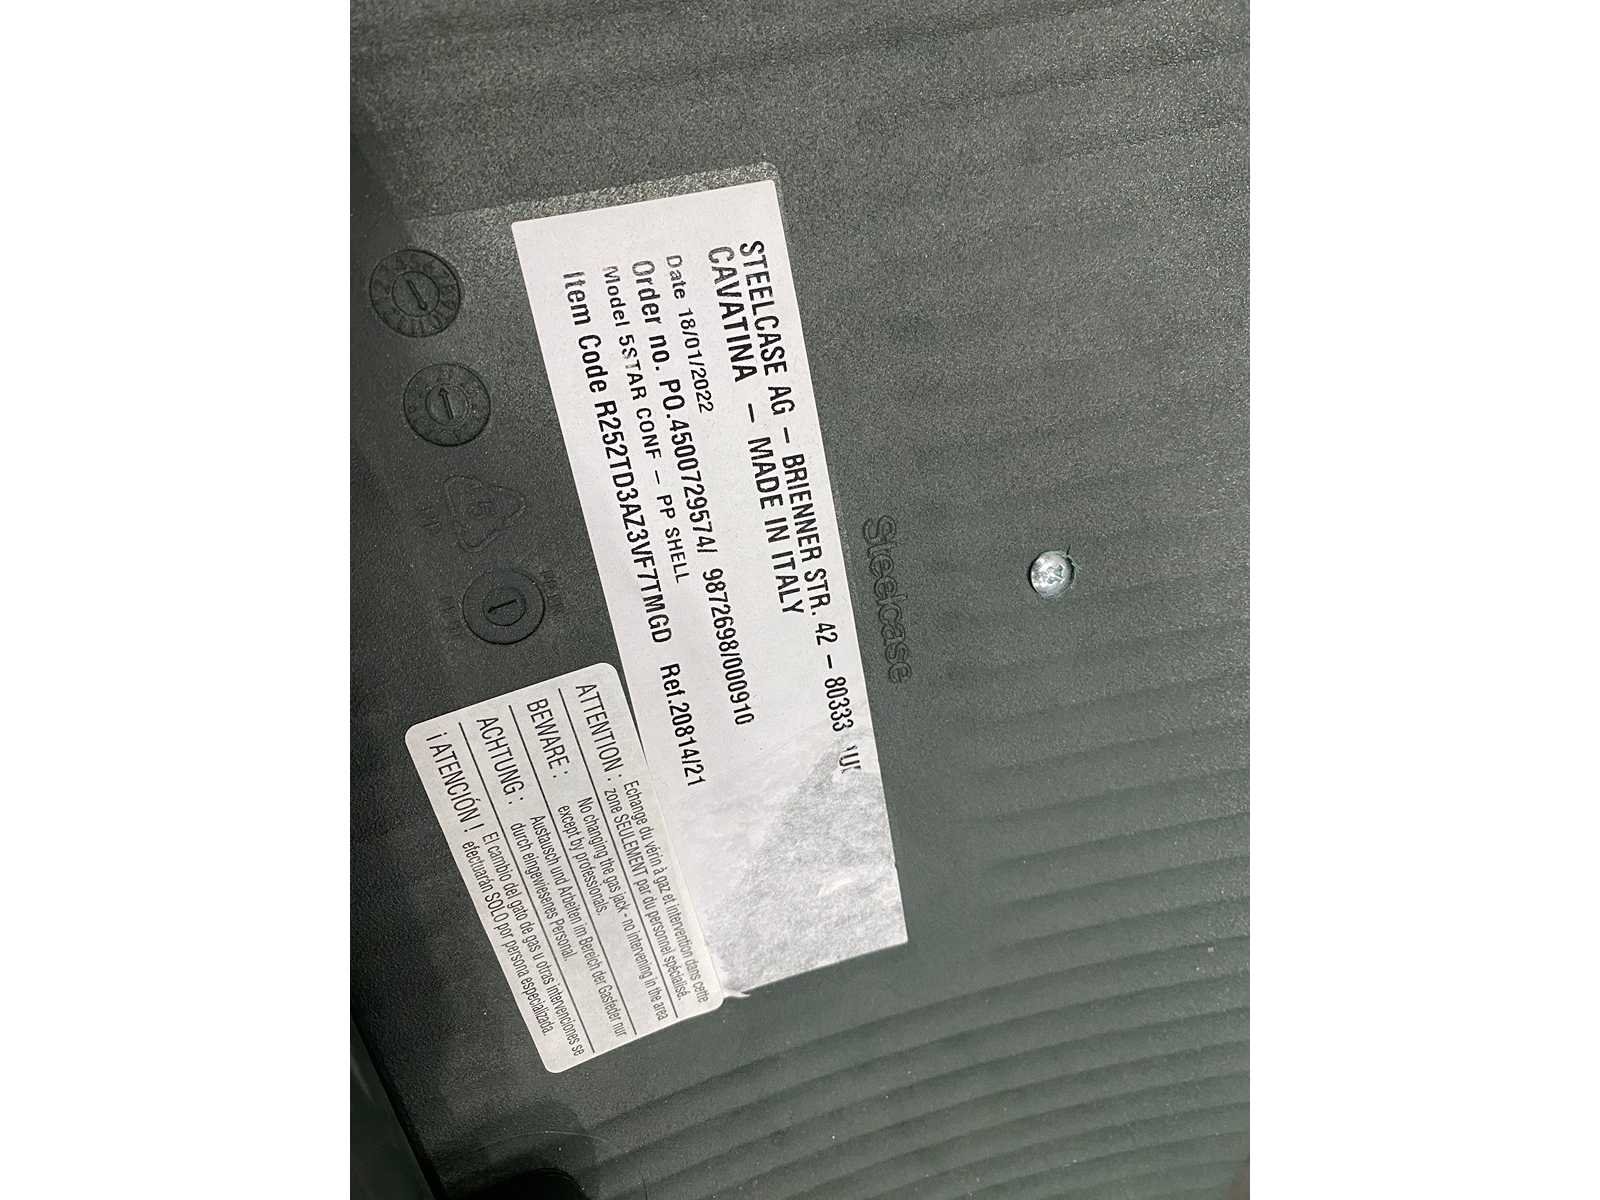 STEELCASE AG - BRIENNER STR. 42 - 80333
CAVATINA - MADE IN ITALY
Date 18/01/2022
Order no. PO.4500729574/ 9872698/000910
Model 5STAR CONF - PP SHELL
Item Code R252TD3AZ3VF7TMGD Ref.20814/21
Steelcase
ATTENTION : Echange du vérin à gaz et intervention dans cette
zone SEULEMENT par du personnel spécialisé.
BEWARE : No changing the gas jack - no intervening in the area
except by professionals.
ACHTUNG : Austausch und Arbeiten im Bereich der Gasfeder nur
durch eingewiesenes Personal.
¡ ATENCIÓN ! El cambio del gato de gas u otras intervenciones se
efectuarán SOLO por persona especializada.